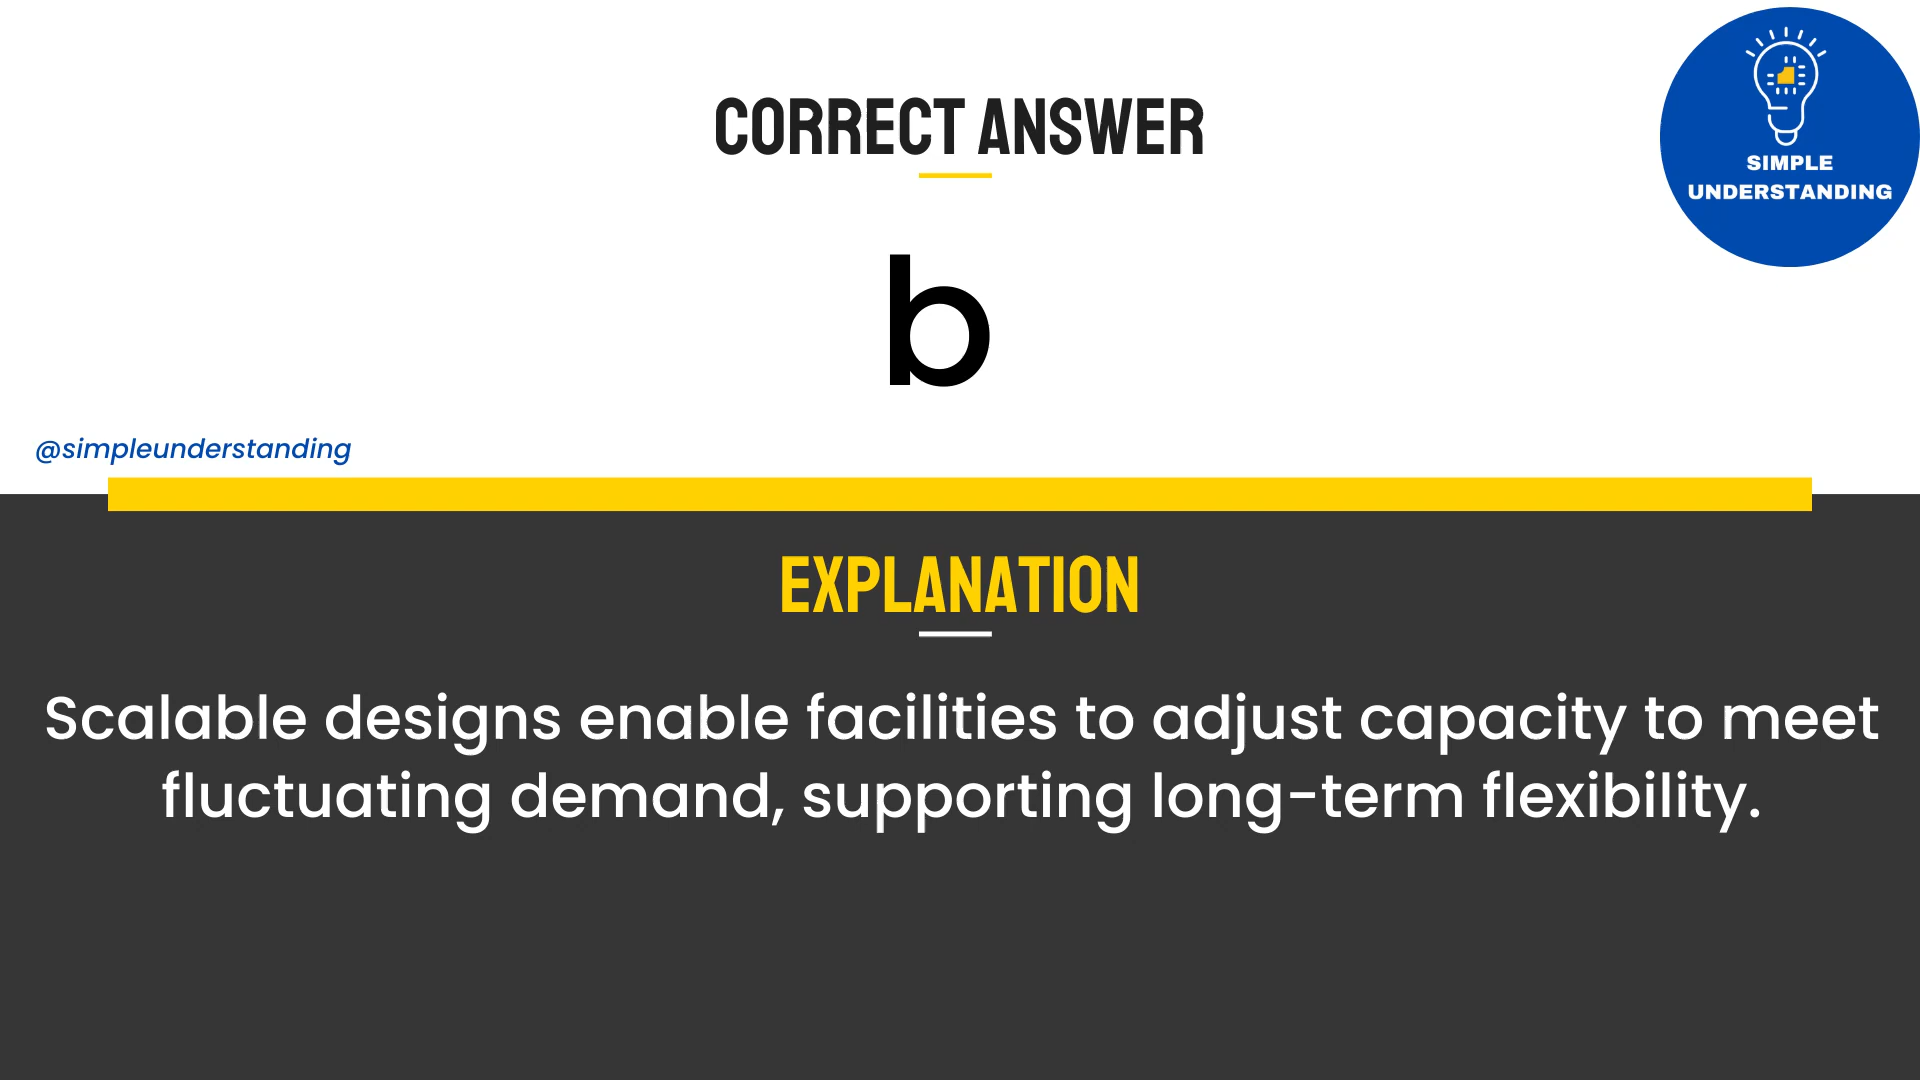 CORRECT ANSWER
SIMPLE
UNDERSTANDING
b
@simpleunderstanding
EXPLANATION
Scalable designs enable facilities to adjust capacity to meet
fluctuating demand, supporting long-term flexibility.